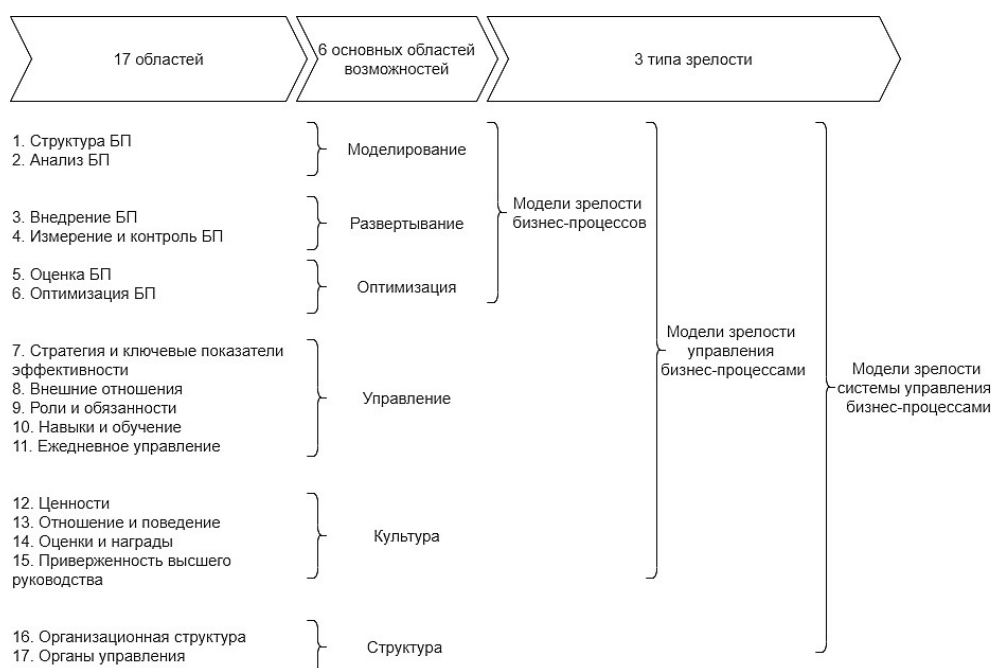 17 областей
6 основных областей
возможностей
3 типа зрелости
1. Структура БП
2. Анализ БП
Моделирование
3. Внедрение БП
4. Измерение и контроль БП
Развертывание
5. Оценка БП
6. Оптимизация БП
Оптимизация
Модели зрелости
бизнес-процессов
7. Стратегия и ключевые показатели
эффективности
8. Внешние отношения
9. Роли и обязанности
10. Навыки и обучение
11. Ежедневное управление
Управление
Модели зрелости
управления
бизнес-процессами
Модели зрелости
системы управления
бизнес-процессами
12. Ценности
13. Отношение и поведение
14. Оценки и награды
15. Приверженность высшего
руководства
Культура
16. Организационная структура
17. Органы управления
Структура